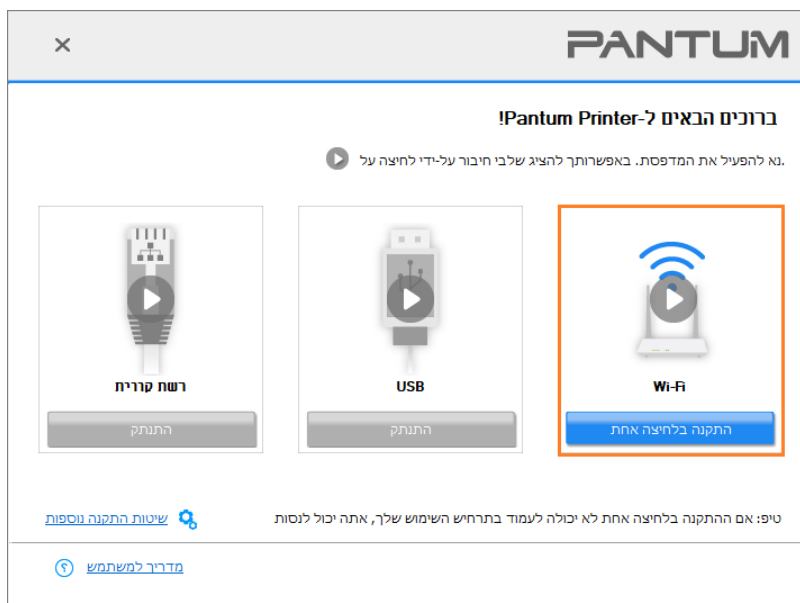 PANTUM
ברוכים הבאים ל-Pantum Printer!
נא להפעיל את המדפסת. באפשרותך להציג שלבי חיבור על-ידי לחיצה על.
Wi-Fi
התקנה בלחיצה אחת
USB
התנתק
רשת קווית
התנתק
טיפ: אם ההתקנה בלחיצה אחת לא יכולה לעמוד בתרחיש השימוש שלך, אתה יכול לנסות שיטות התקנה נוספות
מדריך למשתמש